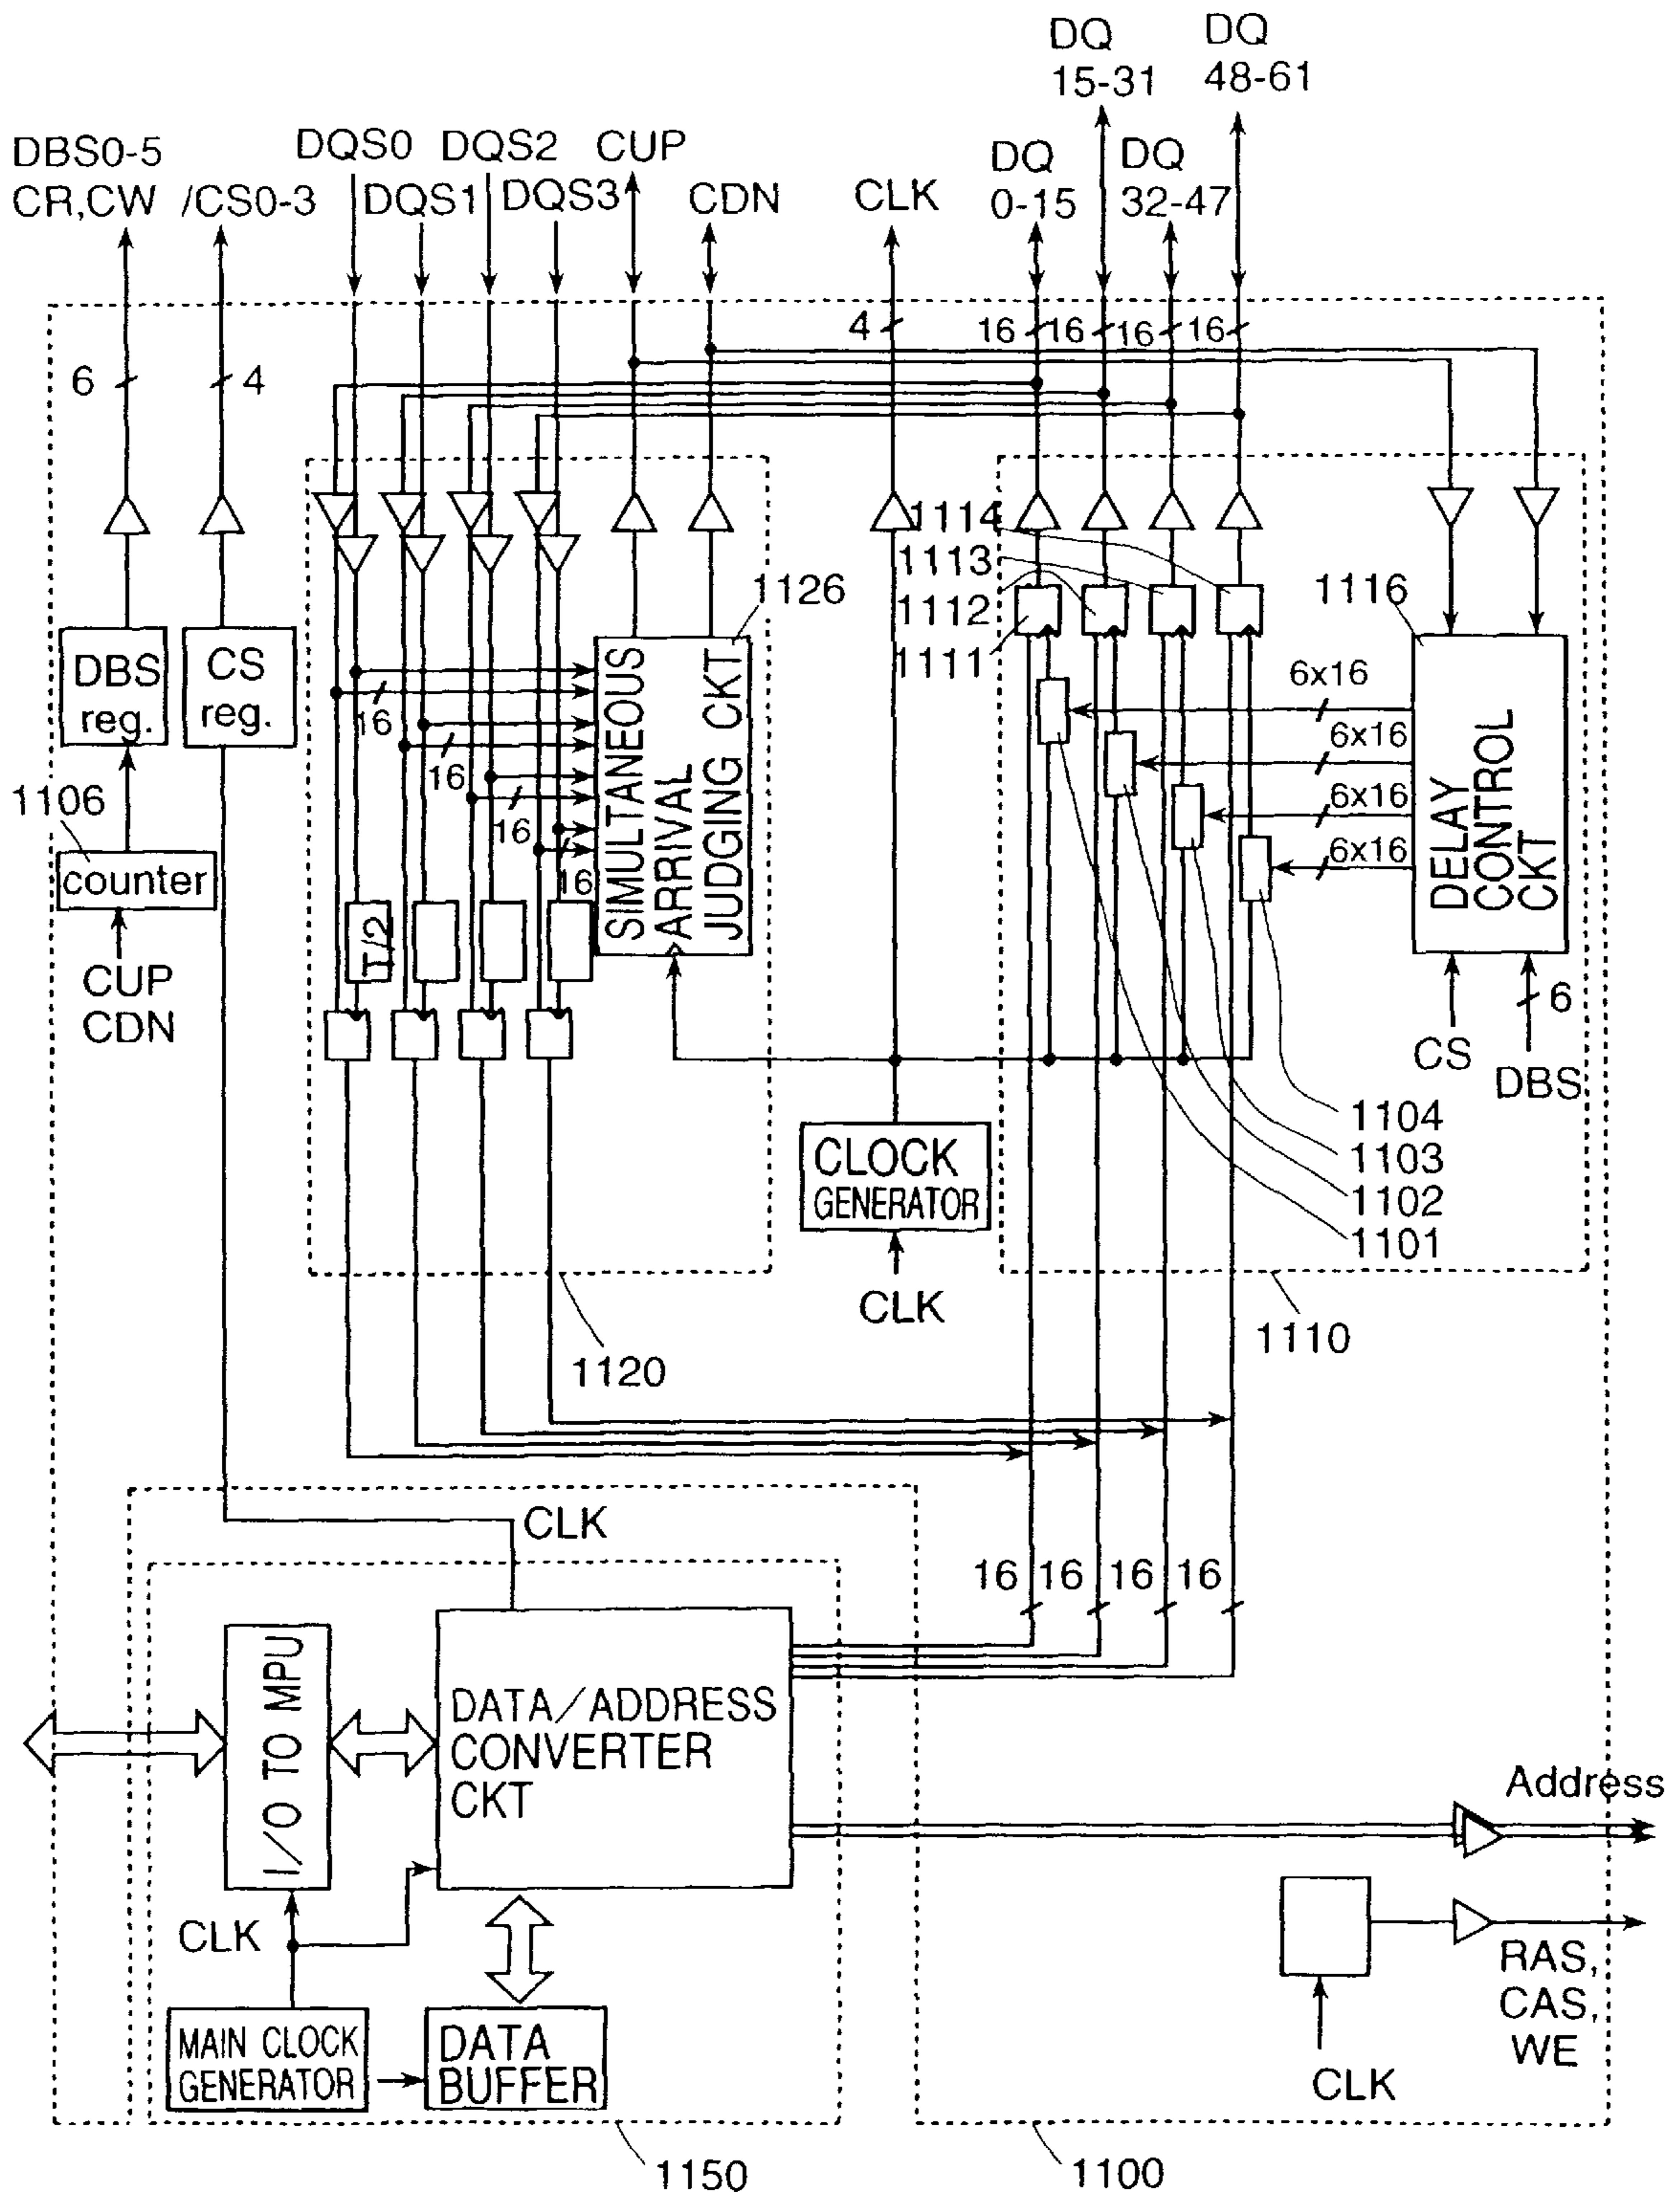 DQ
15-31
DQ
48-61
DBS0-5
CR,CW
/CS0-3
DQS0
DQS1
DQS2
DQS3
CUP
CDN
CLK
DQ
0-15
DQ
32-47
4
16
16
16
16
6
4
1114
1113
1112
1111
1126
1116
DBS
reg.
CS
reg.
SIMULTANEOUS
ARRIVAL
JUDGING CKT
16
16
16
16
6x16
6x16
6x16
6x16
DELAY
CONTROL
CKT
1106
counter
CUP
CDN
T/2
CS
6
DBS
1104
1103
1102
1101
CLOCK
GENERATOR
CLK
1120
1110
CLK
16
16
16
16
I/O TO MPU
DATA/ADDRESS
CONVERTER
CKT
Address
CLK
RAS,
CAS,
WE
CLK
MAIN CLOCK
GENERATOR
DATA
BUFFER
1150
1100